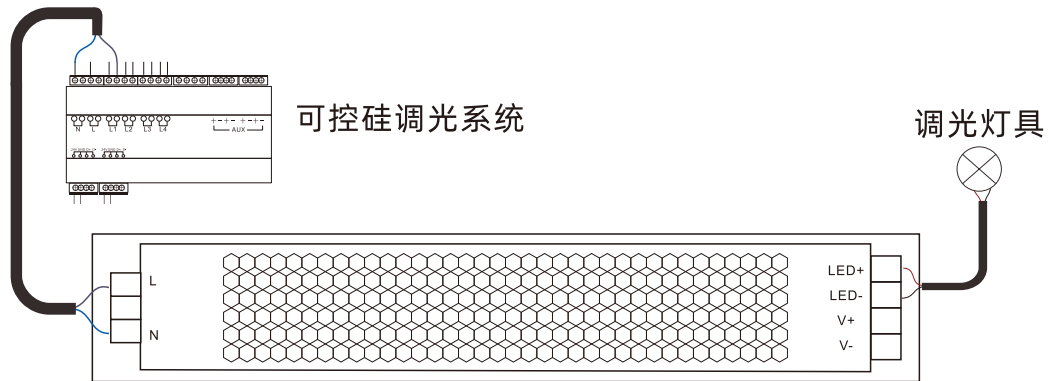 可控硅调光系统
调光灯具
N L L1 L2 L3 L4
+ - + - + - + -
AUX
L
N
LED+
LED-
V+
V-